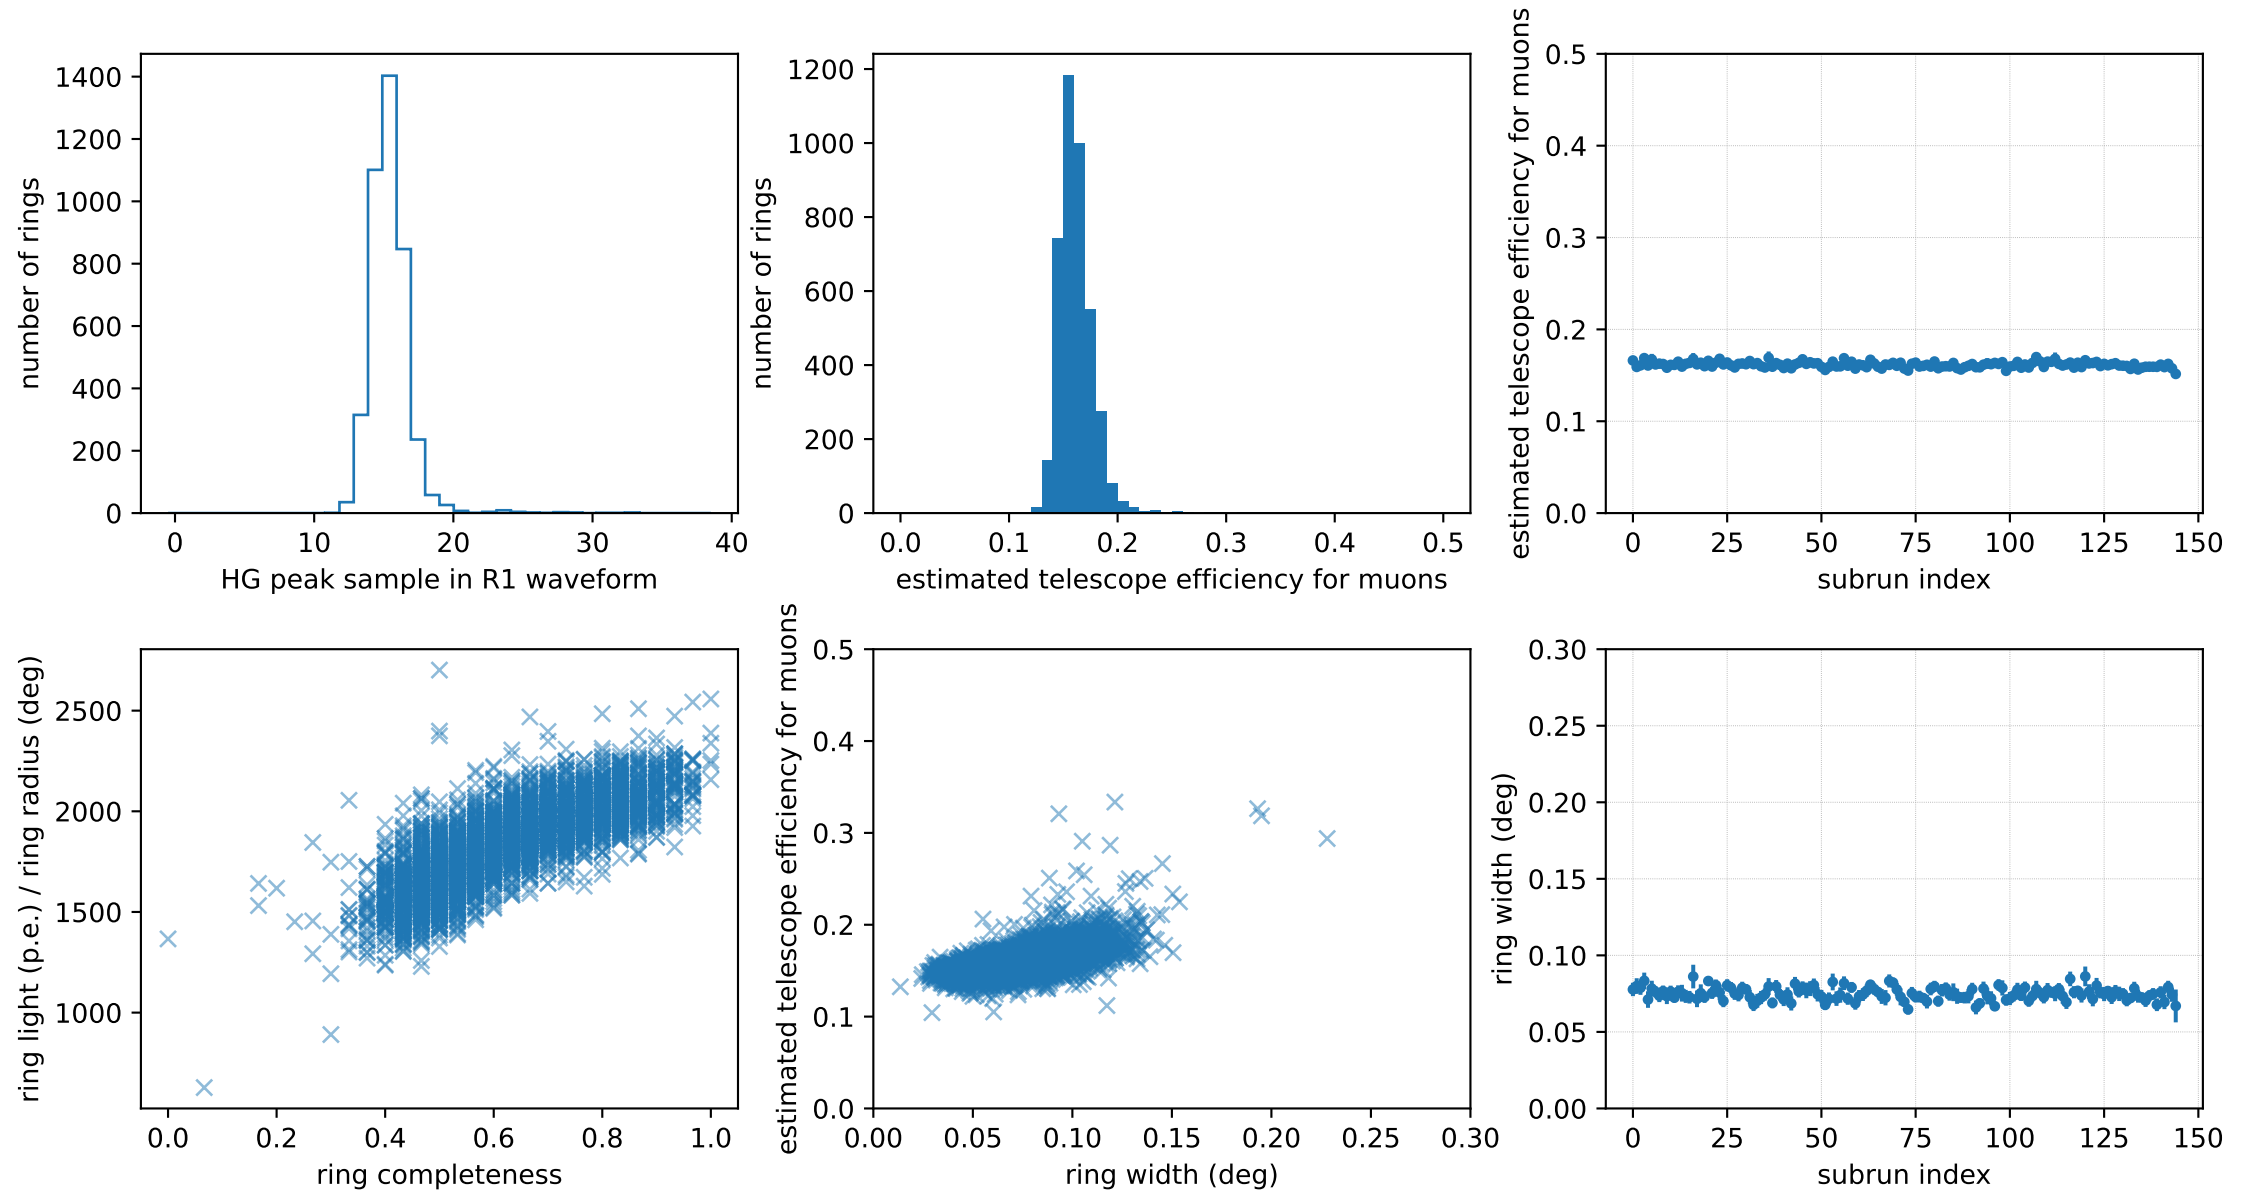 number of rings
1400
1200
1000
800
600
400
200
0
0 10 20 30 40
HG peak sample in R1 waveform
number of rings
1200
1000
800
600
400
200
0
0.0 0.1 0.2 0.3 0.4 0.5
estimated telescope efficiency for muons
estimated telescope efficiency for muons
0.5
0.4
0.3
0.2
0.1
0.0
0 25 50 75 100 125 150
subrun index
ring light (p.e.) / ring radius (deg)
2500
2000
1500
1000
0.0 0.2 0.4 0.6 0.8 1.0
ring completeness
estimated telescope efficiency for muons
0.5
0.4
0.3
0.2
0.1
0.0
0.00 0.05 0.10 0.15 0.20 0.25 0.30
ring width (deg)
ring width (deg)
0.30
0.25
0.20
0.15
0.10
0.05
0.00
0 25 50 75 100 125 150
subrun index